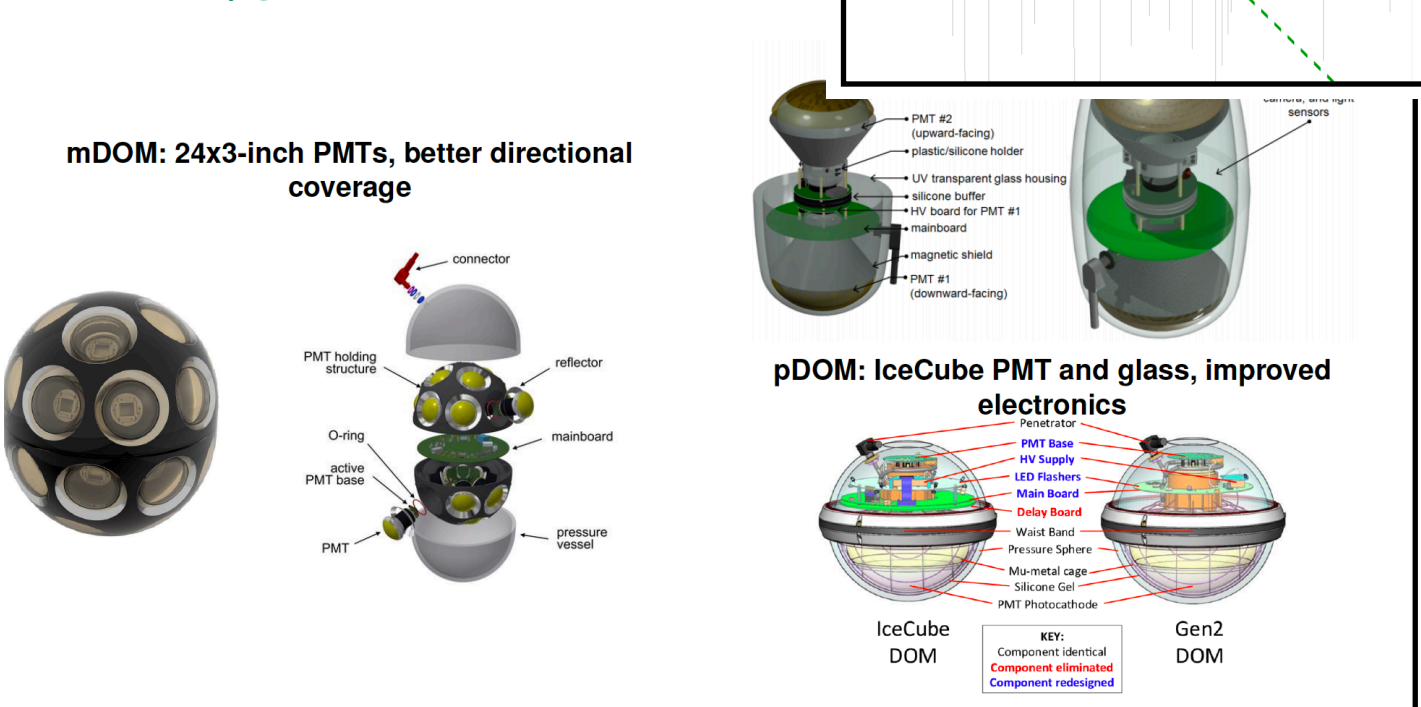 mDOM: 24x3-inch PMTs, better directional
coverage
connector
PMT holding
structure
reflector
O-ring
mainboard
active
PMT base
PMT
pressure
vessel
PMT #2
(upward-facing)
plastic/silicone holder
UV transparent glass housing
silicone buffer
HV board for PMT #1
mainboard
magnetic shield
PMT #1
(downward-facing)
camera, and light
sensors
pDOM: IceCube PMT and glass, improved
electronics
Penetrator
PMT Base
HV Supply
LED Flashers
Main Board
Delay Board
Waist Band
Pressure Sphere
Mu-metal cage
Silicone Gel
PMT Photocathode
IceCube
DOM
KEY:
Component identical
Component eliminated
Component redesigned
Gen2
DOM